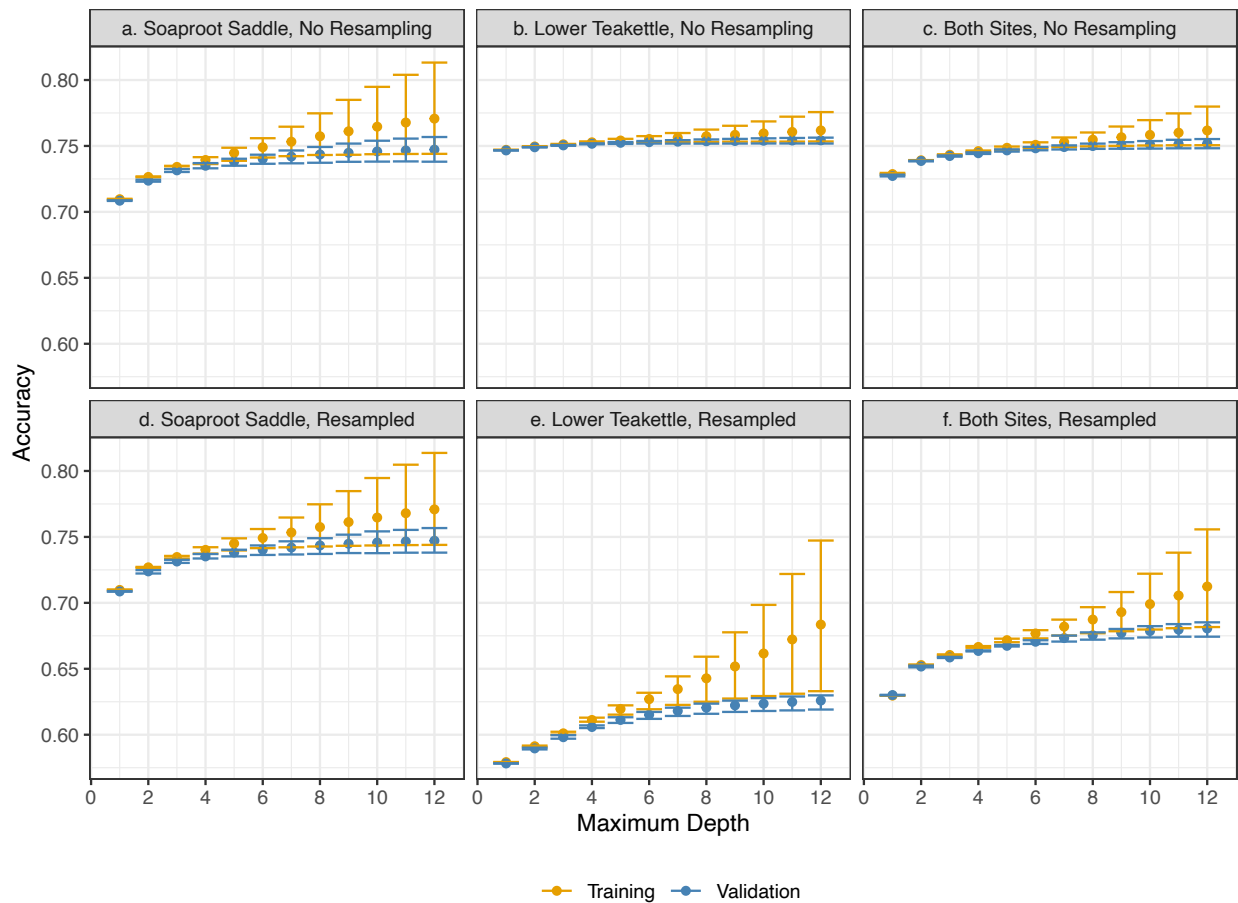 a. Soaproot Saddle, No Resampling
b. Lower Teakettle, No Resampling
c. Both Sites, No Resampling
0.80
0.75
0.70
0.65
0.60
Accuracy
d. Soaproot Saddle, Resampled
e. Lower Teakettle, Resampled
f. Both Sites, Resampled
0.80
0.75
0.70
0.65
0.60
0 2 4 6 8 10 12 0 2 4 6 8 10 12 0 2 4 6 8 10 12
Maximum Depth
Training Validation